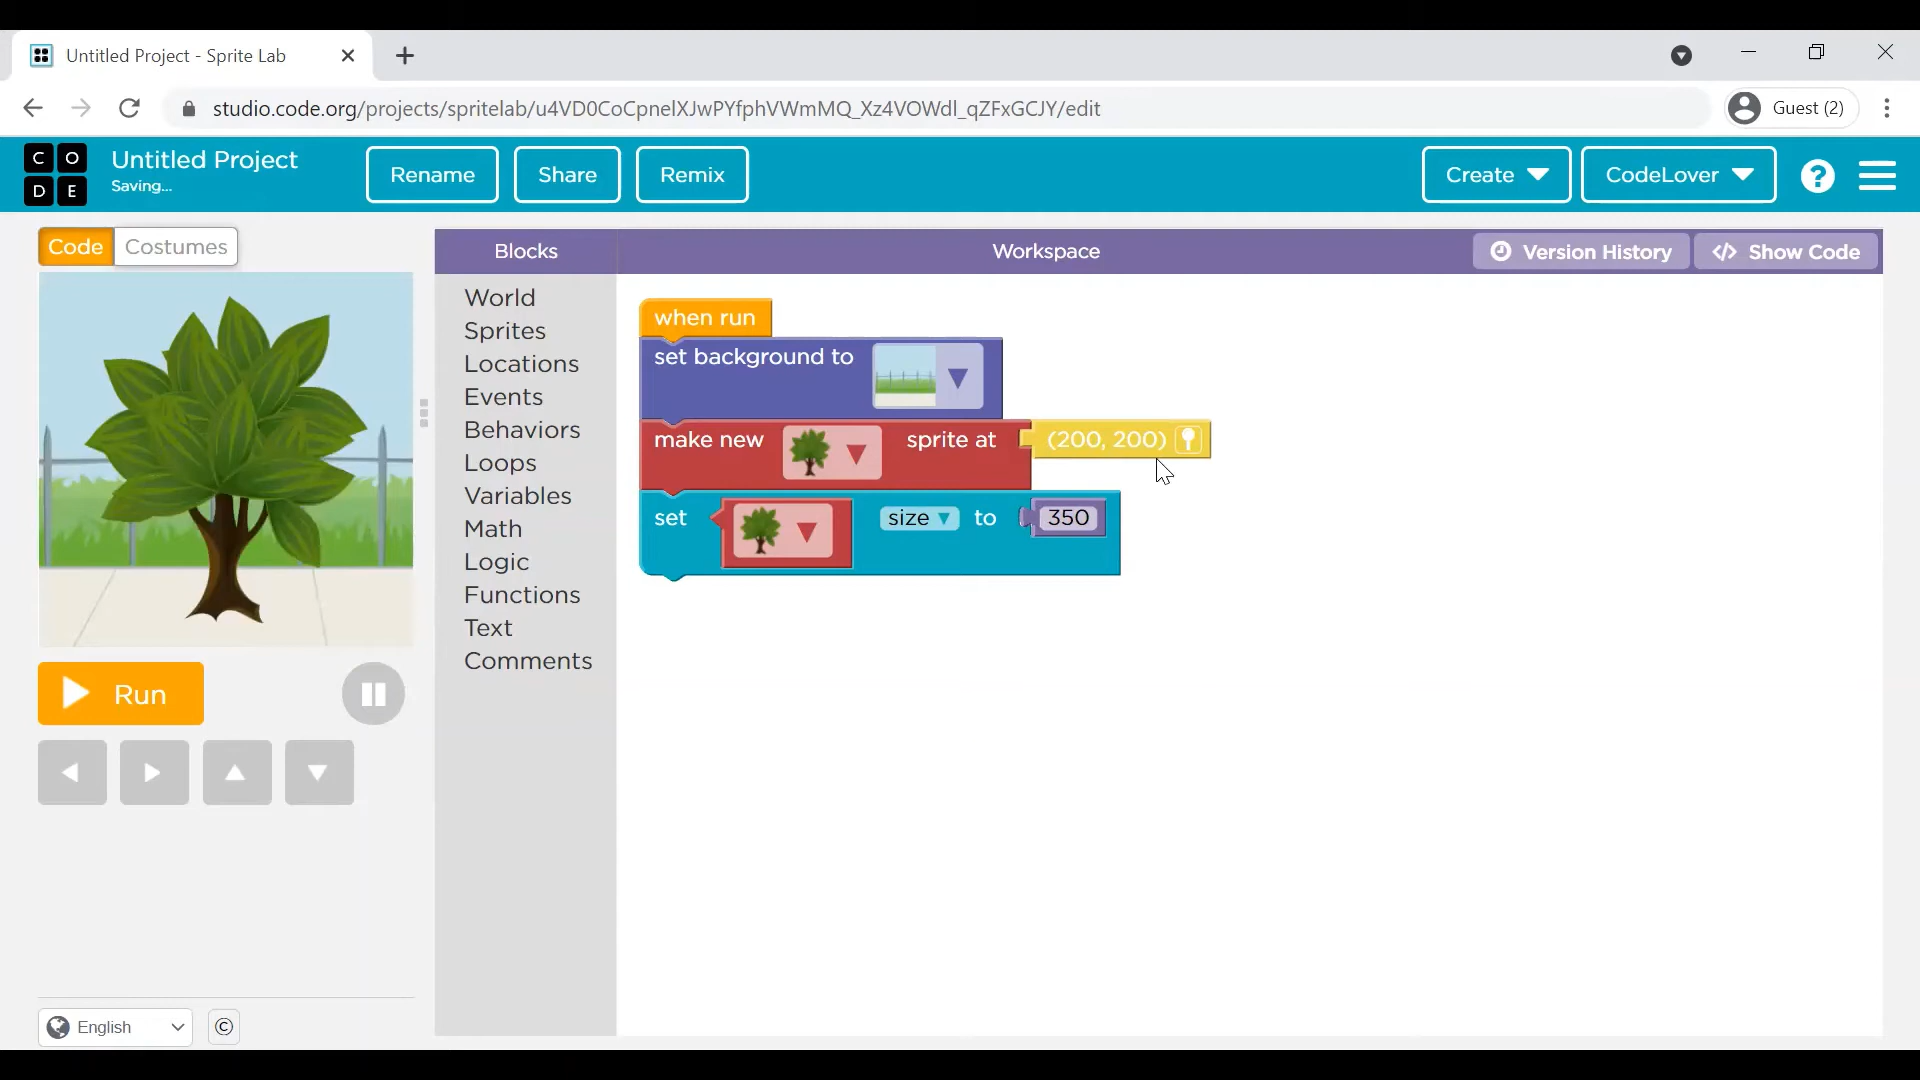 Untitled Project - Sprite Lab
studio.code.org/projects/spritelab/u4VD0CoCpnelXJwPYfphVWmMQ_Xz4VOWdl_qZFxGCJY/edit
Guest (2)
C O
D E
Untitled Project
Saving...
Rename
Share
Remix
Create
CodeLover
?
Code
Costumes
Blocks
Workspace
Version History
</> Show Code
World
Sprites
Locations
Events
Behaviors
Loops
Variables
Math
Logic
Functions
Text
Comments
when run
set background to
make new sprite at (200, 200)
set size to 350
Run
English
©